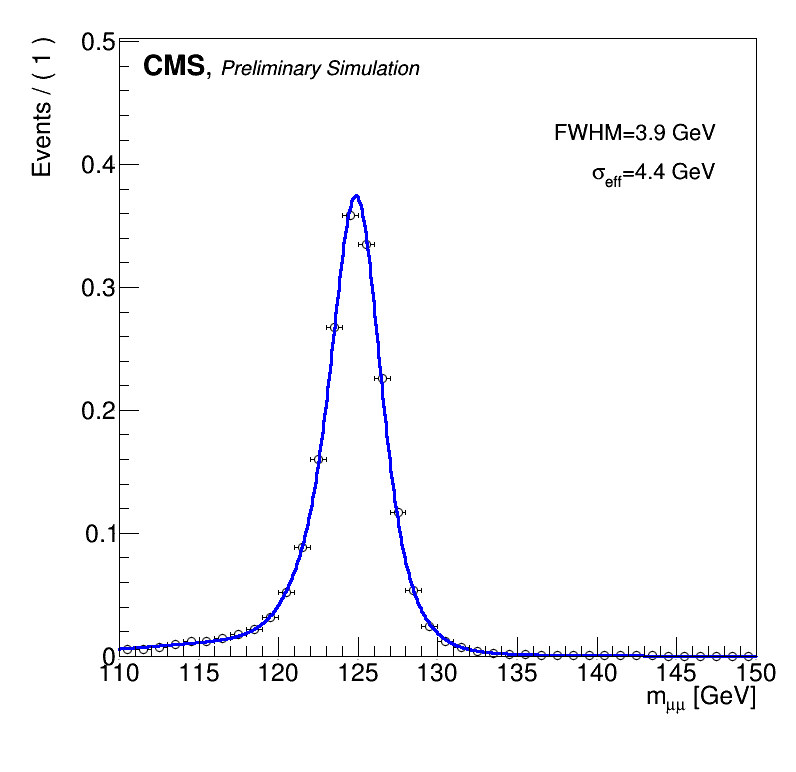 CMS, Preliminary Simulation
FWHM=3.9 GeV
σeff=4.4 GeV
Events / ( 1 )
0.5
0.4
0.3
0.2
0.1
0
110 115 120 125 130 135 140 145 150
mμμ [GeV]